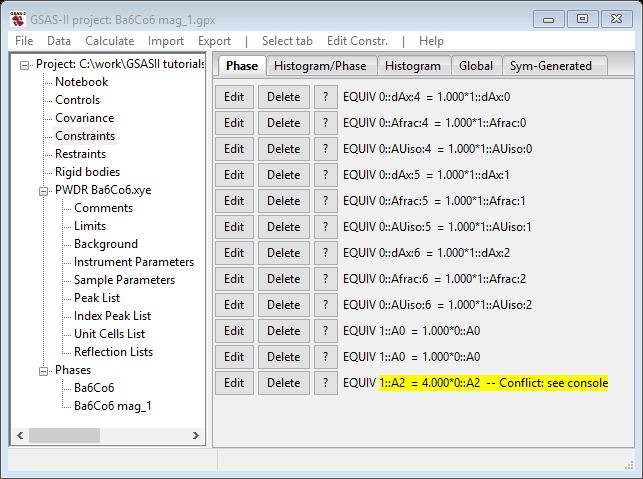 GSAS-II project: Ba6Co6 mag_1.gpx
File Data Calculate Import Export | Select tab Edit Constr. | Help
Project: C:\work\GSASII tutorials
Notebook
Controls
Covariance
Constraints
Restraints
Rigid bodies
PWDR Ba6Co6.xye
Comments
Limits
Background
Instrument Parameters
Sample Parameters
Peak List
Index Peak List
Unit Cells List
Reflection Lists
Phases
Ba6Co6
Ba6Co6 mag_1
Phase Histogram/Phase Histogram Global Sym-Generated
Edit Delete ? EQUIV 0::dAx:4 = 1.000*1::dAx:0
Edit Delete ? EQUIV 0::Afrac:4 = 1.000*1::Afrac:0
Edit Delete ? EQUIV 0::AUiso:4 = 1.000*1::AUiso:0
Edit Delete ? EQUIV 0::dAx:5 = 1.000*1::dAx:1
Edit Delete ? EQUIV 0::Afrac:5 = 1.000*1::Afrac:1
Edit Delete ? EQUIV 0::AUiso:5 = 1.000*1::AUiso:1
Edit Delete ? EQUIV 0::dAx:6 = 1.000*1::dAx:2
Edit Delete ? EQUIV 0::Afrac:6 = 1.000*1::Afrac:2
Edit Delete ? EQUIV 0::AUiso:6 = 1.000*1::AUiso:2
Edit Delete ? EQUIV 1::A0 = 1.000*0::A0
Edit Delete ? EQUIV 1::A0 = 1.000*0::A0
Edit Delete ? EQUIV 1::A2 = 4.000*0::A2 -- Conflict: see console